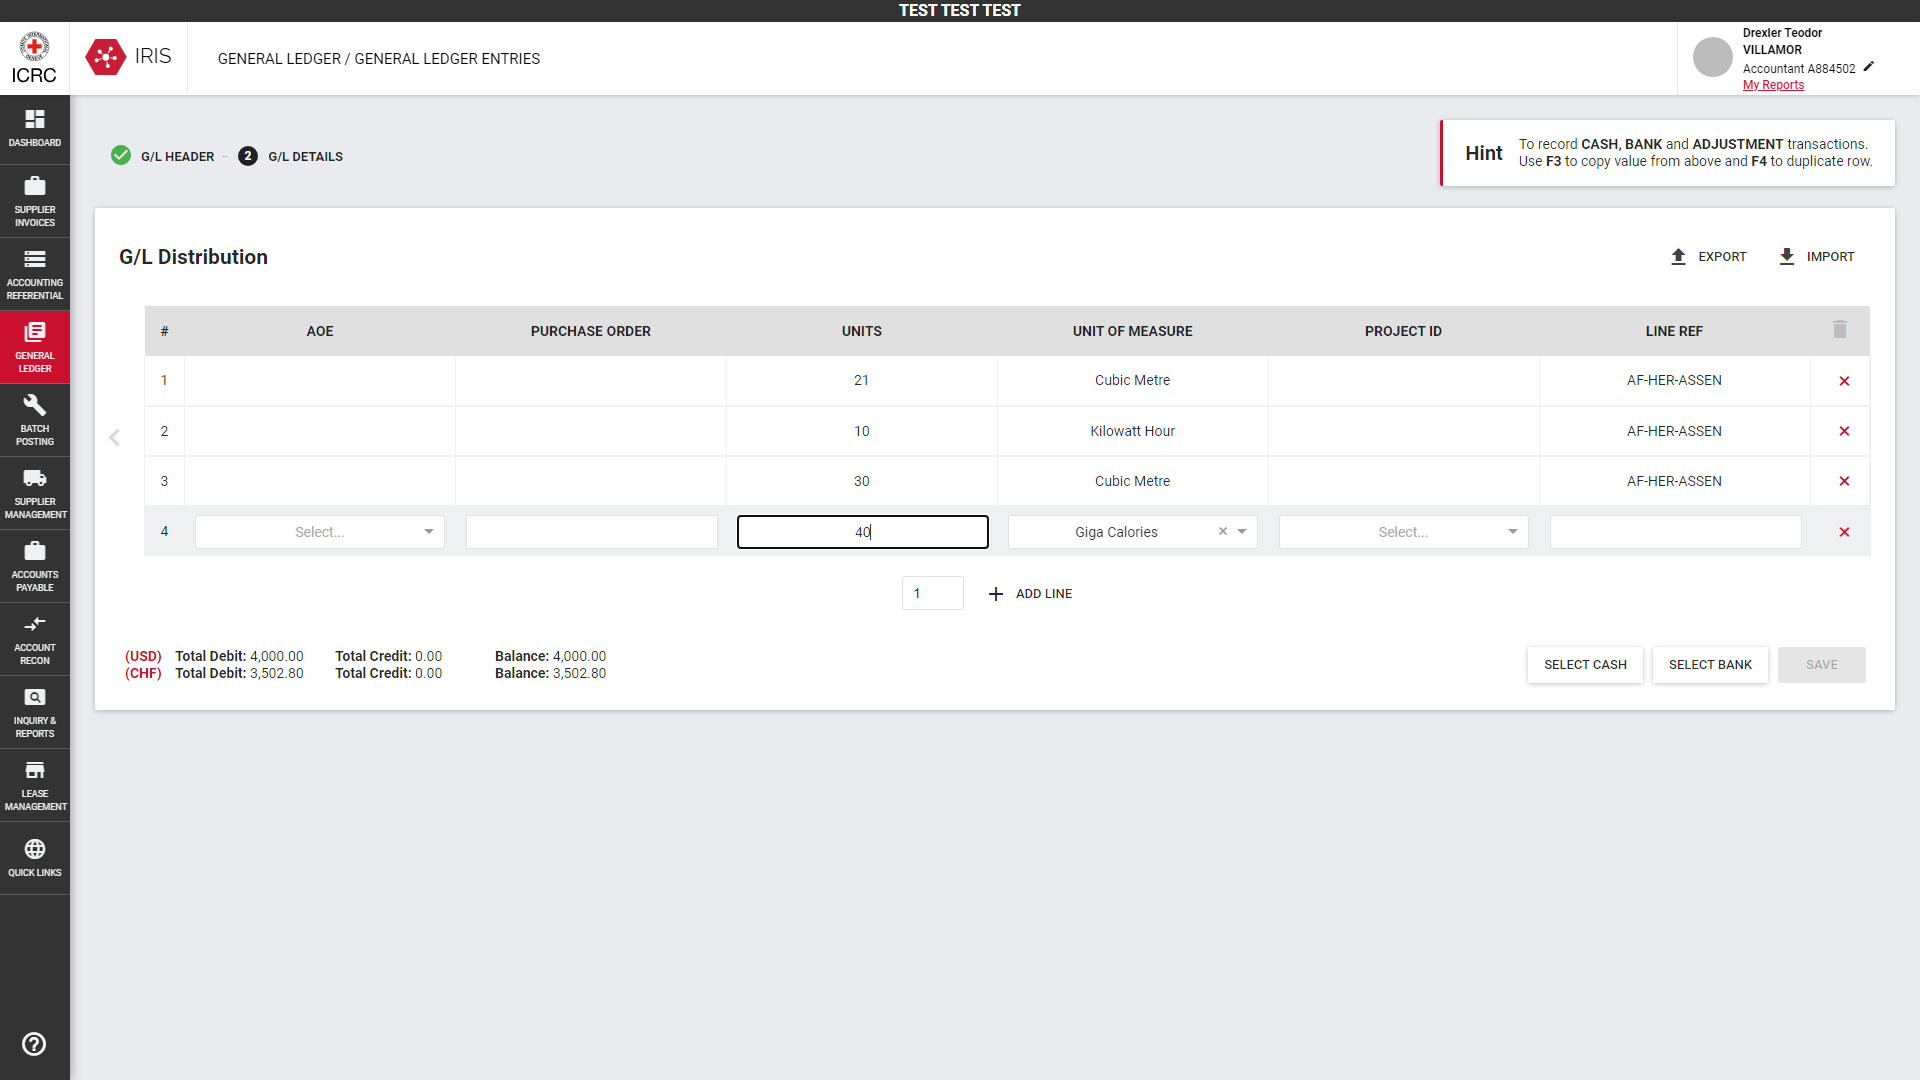 TEST TEST TEST
ICRC
IRIS
GENERAL LEDGER / GENERAL LEDGER ENTRIES
Drexler Teodor
VILLAMOR
Accountant A884502
My Reports
DASHBOARD
SUPPLIER
INVOICES
ACCOUNTING
REFERENTIAL
GENERAL
LEDGER
BATCH
POSTING
SUPPLIER
MANAGEMENT
ACCOUNTS
PAYABLE
ACCOUNT
RECON
INQUIRY &
REPORTS
LEASE
MANAGEMENT
QUICK LINKS
G/L HEADER – 2 G/L DETAILS
Hint
To record CASH, BANK and ADJUSTMENT transactions.
Use F3 to copy value from above and F4 to duplicate row.
G/L Distribution
EXPORT IMPORT
# AOE PURCHASE ORDER UNITS UNIT OF MEASURE PROJECT ID LINE REF
1 21 Cubic Metre AF-HER-ASSEN
2 10 Kilowatt Hour AF-HER-ASSEN
3 30 Cubic Metre AF-HER-ASSEN
4 Select... 40 Giga Calories Select...
1 ADD LINE
(USD) Total Debit: 4,000.00 Total Credit: 0.00 Balance: 4,000.00
(CHF) Total Debit: 3,502.80 Total Credit: 0.00 Balance: 3,502.80
SELECT CASH SELECT BANK SAVE